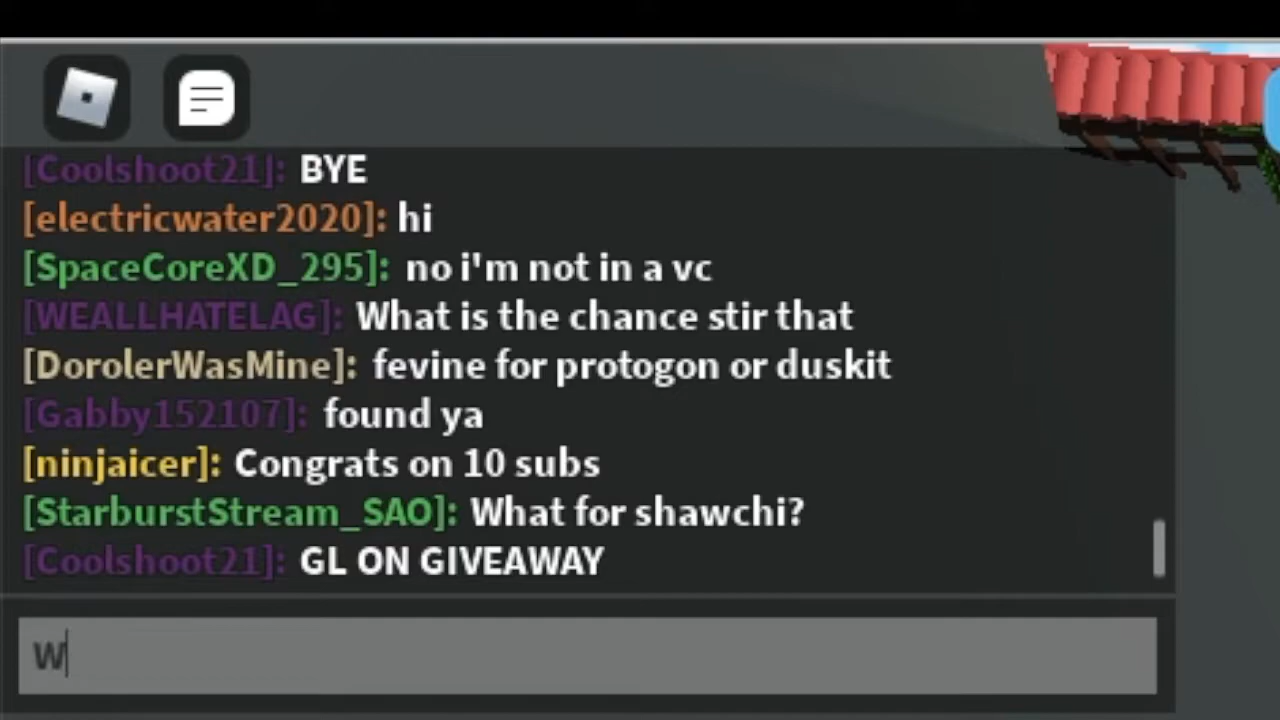 [Coolshoot21]: BYE
[electricwater2020]: hi
[SpaceCoreXD_295]: no i'm not in a vc
[WEALLHATELAG]: What is the chance stir that
[DorolerWasMine]: fevine for protogon or duskit
[Gabby152107]: found ya
[ninjaicer]: Congrats on 10 subs
[StarburstStream_SAO]: What for shawchi?
[Coolshoot21]: GL ON GIVEAWAY
w